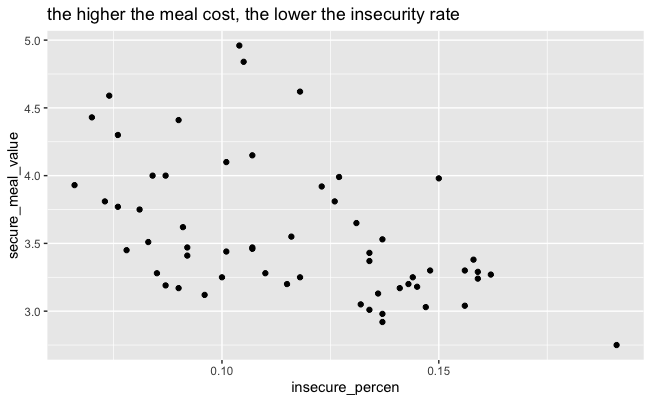 the higher the meal cost, the lower the insecurity rate
5.0
4.5
4.0
3.5
3.0
secure_meal_value
0.10
0.15
insecure_percen